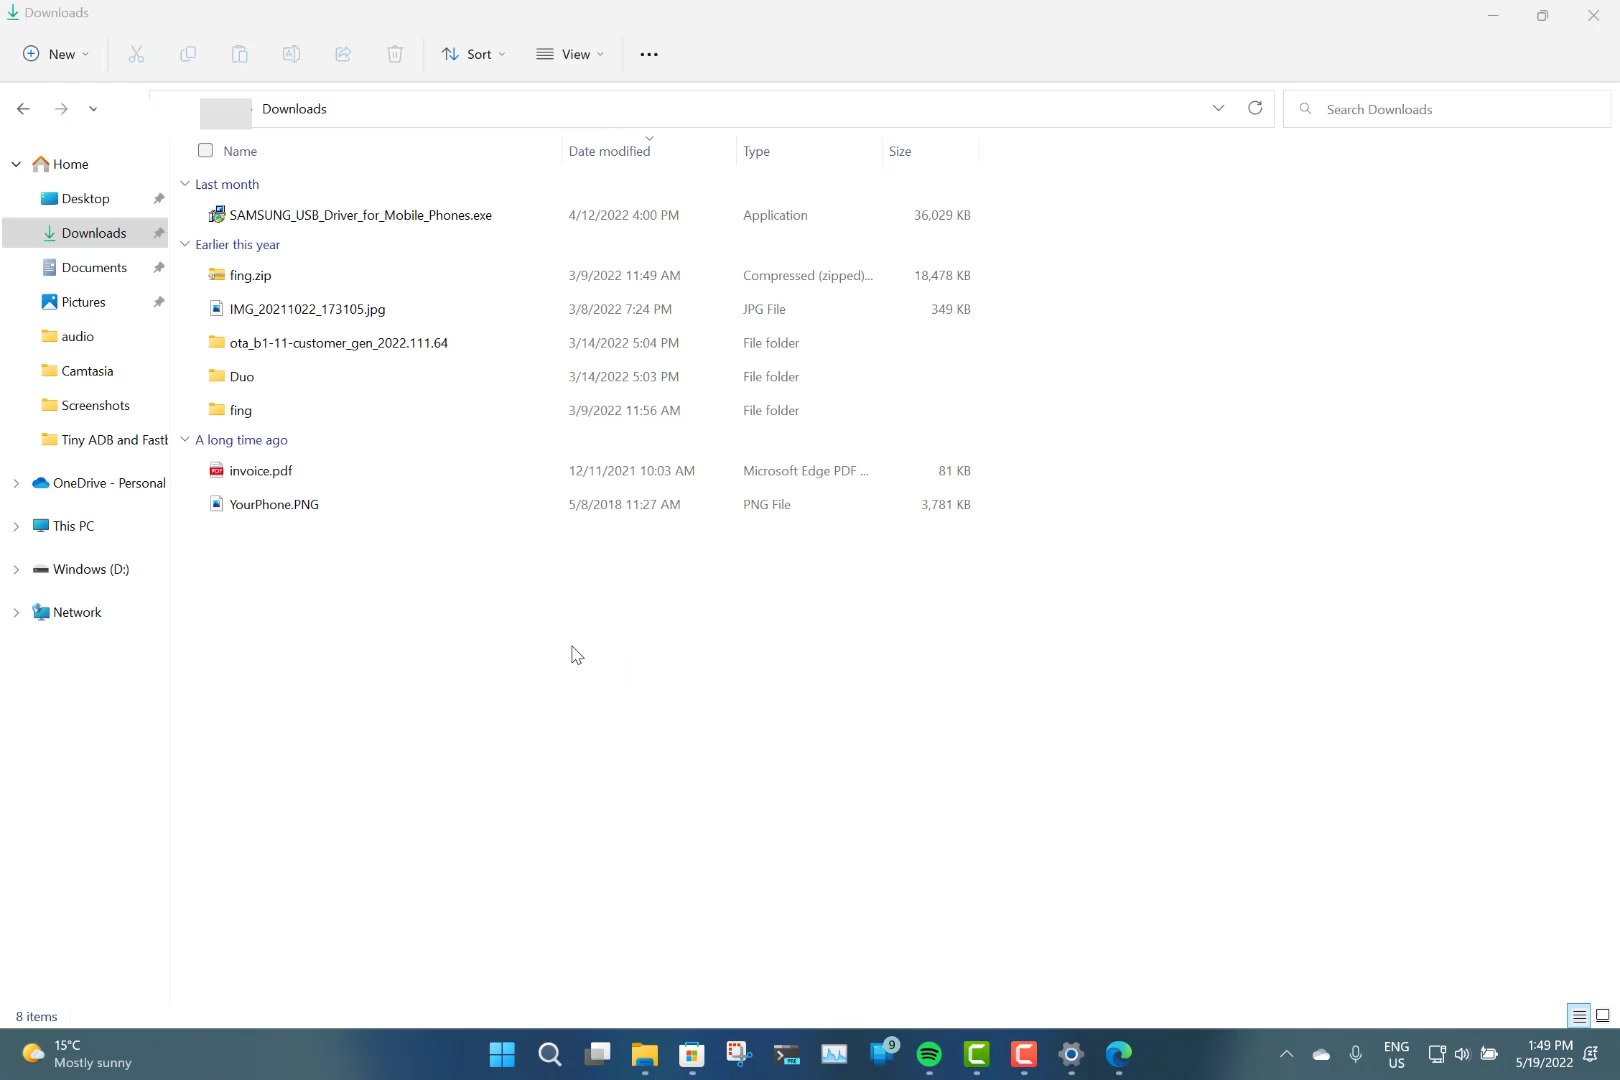 Downloads
New Sort View
Downloads Search Downloads
Name Date modified Type Size
Home
Desktop
Downloads
Documents
Pictures
audio
Camtasia
Screenshots
Tiny ADB and Fastb
OneDrive - Personal
This PC
Windows (D:)
Network
Last month
SAMSUNG_USB_Driver_for_Mobile_Phones.exe 4/12/2022 4:00 PM Application 36,029 KB
Earlier this year
fing.zip 3/9/2022 11:49 AM Compressed (zipped)... 18,478 KB
IMG_20211022_173105.jpg 3/8/2022 7:24 PM JPG File 349 KB
ota_b1-11-customer_gen_2022.111.64 3/14/2022 5:04 PM File folder
Duo 3/14/2022 5:03 PM File folder
fing 3/9/2022 11:56 AM File folder
A long time ago
invoice.pdf 12/11/2021 10:03 AM Microsoft Edge PDF ... 81 KB
YourPhone.PNG 5/8/2018 11:27 AM PNG File 3,781 KB
8 items
15°C
Mostly sunny
PRE
9
ENG
US
1:49 PM
5/19/2022